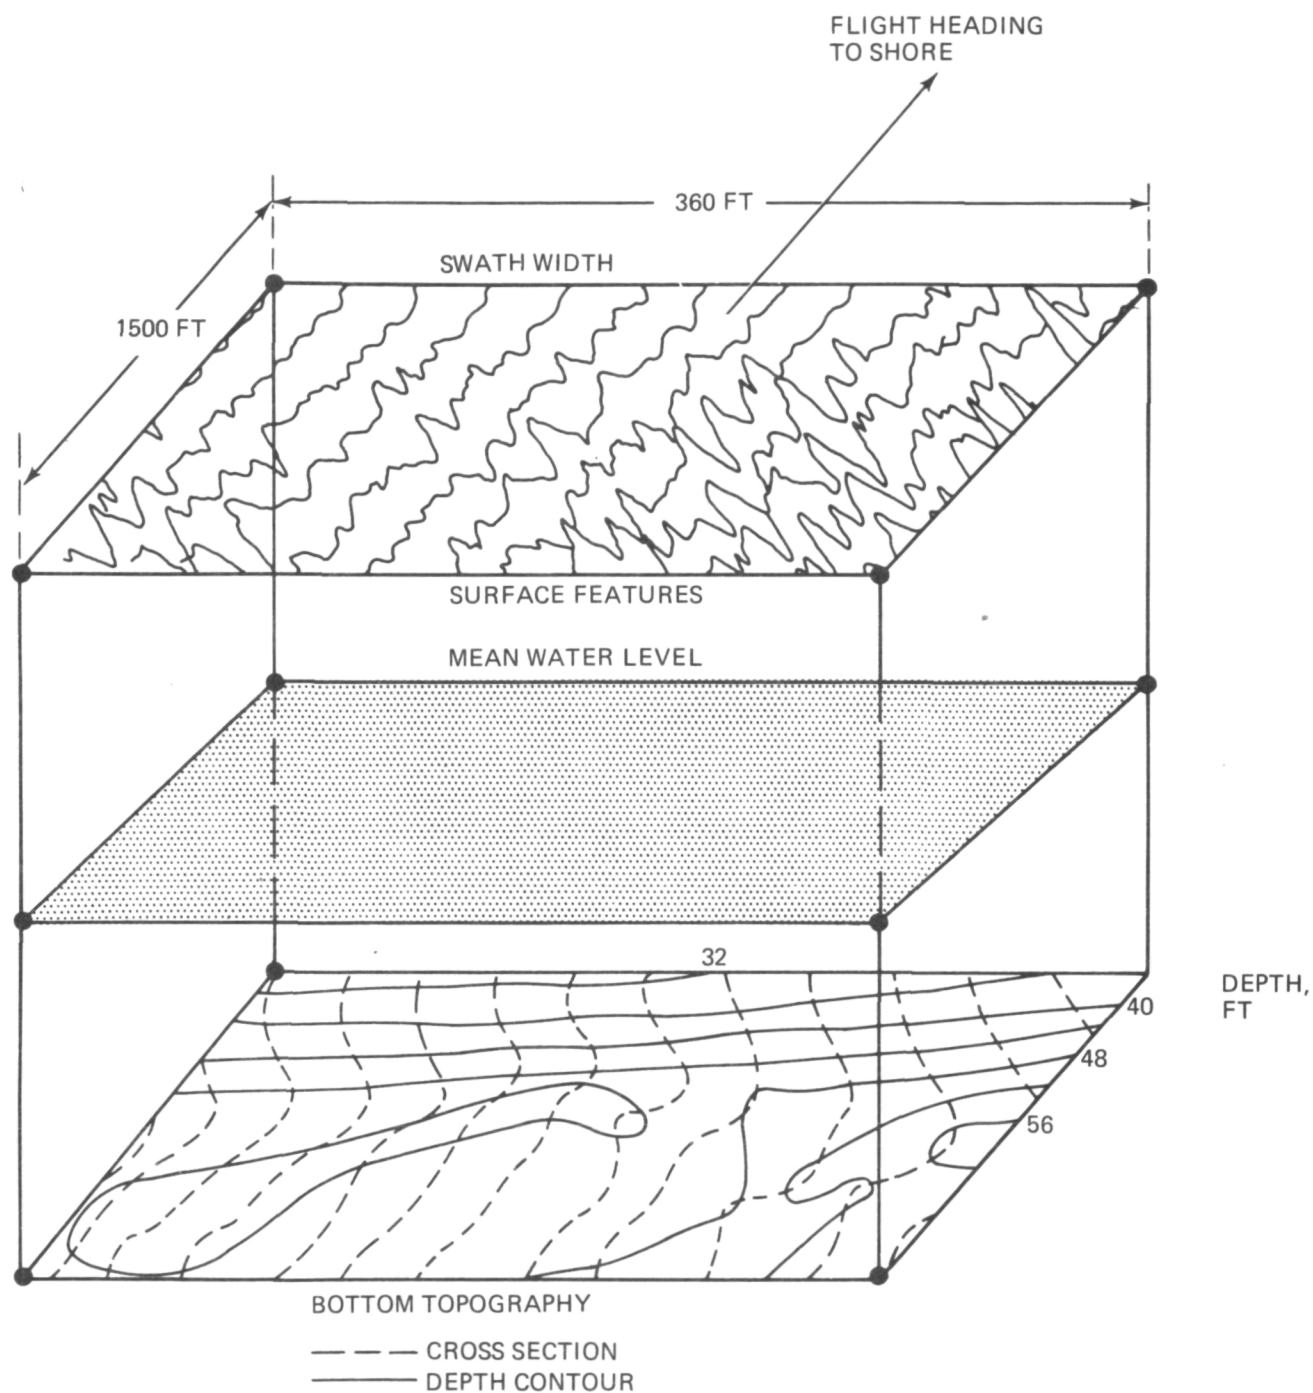 FLIGHT HEADING
TO SHORE
360 FT
SWATH WIDTH
1500 FT
SURFACE FEATURES
MEAN WATER LEVEL
32
DEPTH,
FT
40
48
56
BOTTOM TOPOGRAPHY
CROSS SECTION
DEPTH CONTOUR